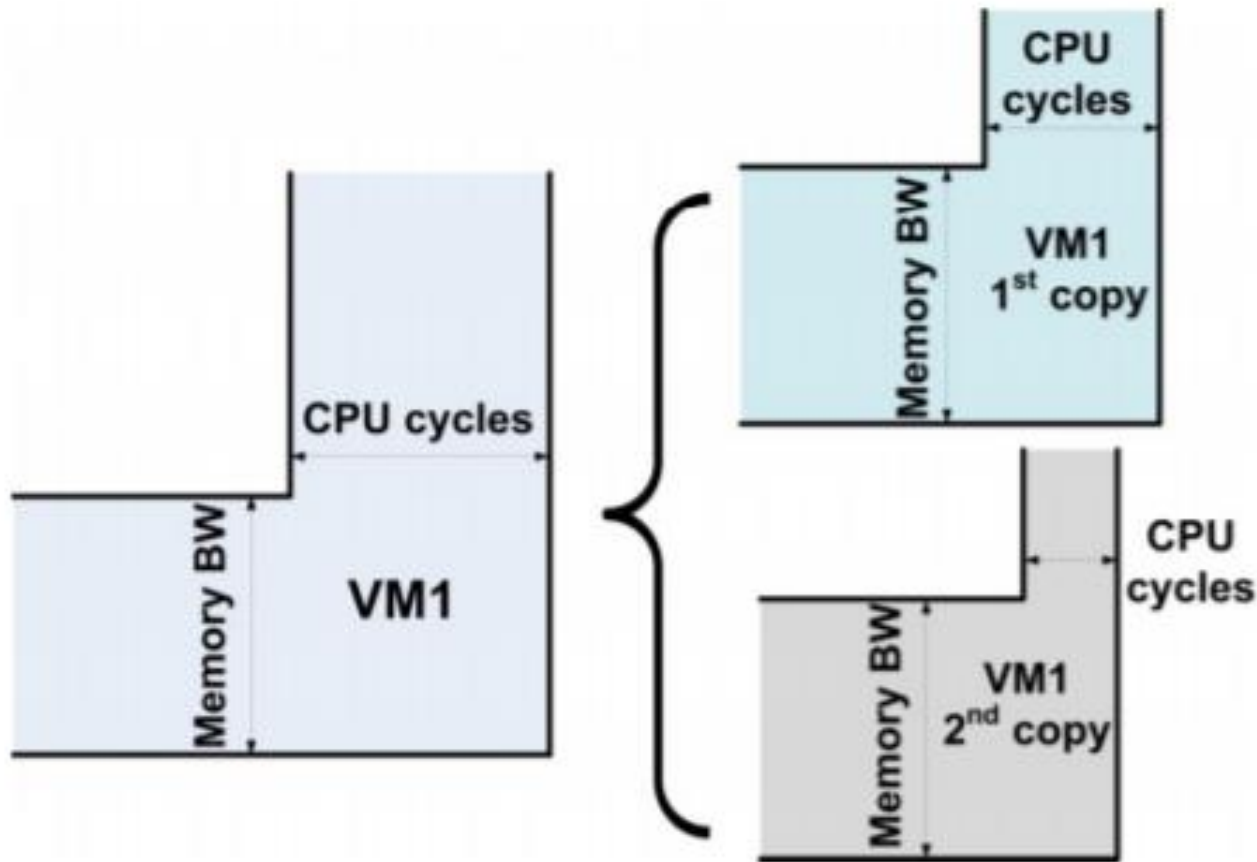 CPU cycles
Memory BW
VM1
CPU
cycles
Memory BW
VM1
1st copy
CPU
cycles
Memory BW
VM1
2nd copy